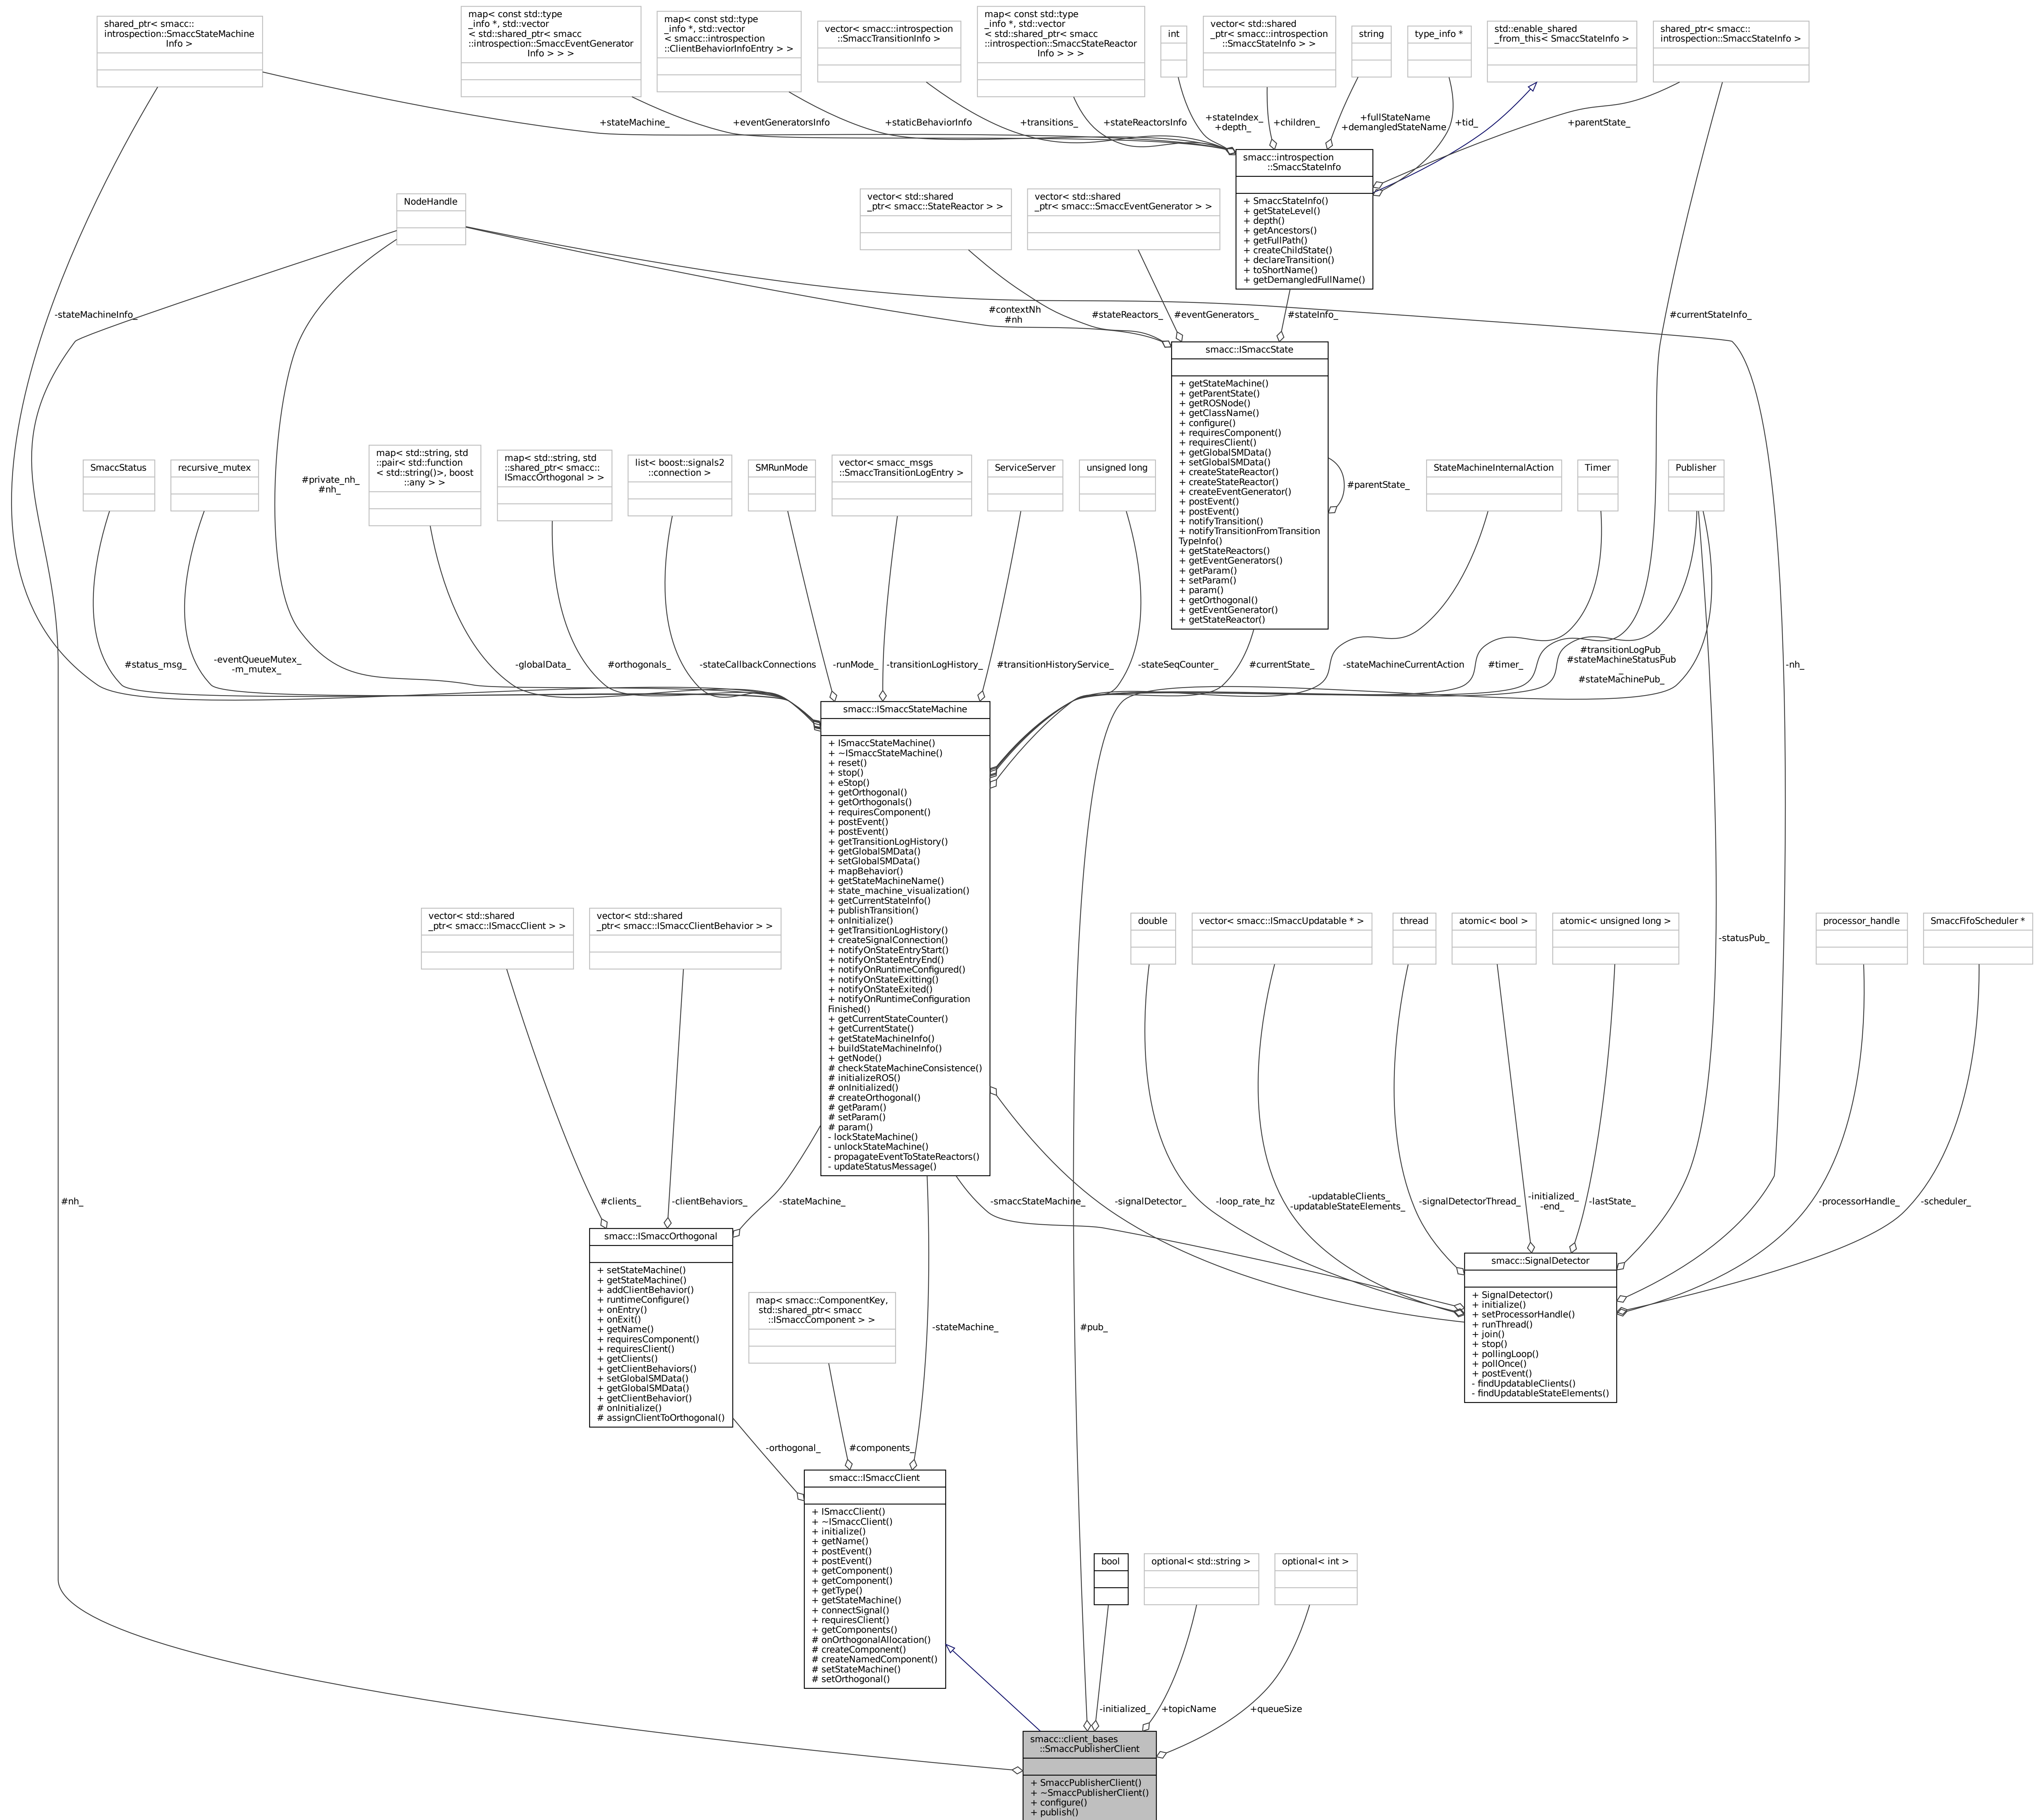 shared_ptr< smacc::
introspection::SmaccStateMachine
Info >
map< const std::type
_info *, std::vector
< std::shared_ptr< smacc
::introspection::SmaccEventGenerator
Info > > >
map< const std::type
_info *, std::vector
< smacc::introspection
::ClientBehaviorInfoEntry > >
vector< smacc::introspection
::SmaccTransitionInfo >
map< const std::type
_info *, std::vector
< std::shared_ptr< smacc
::introspection::SmaccStateReactor
Info > > >
int
vector< std::shared
_ptr< smacc::introspection
::SmaccStateInfo > >
string
type_info *
std::enable_shared
_from_this< SmaccStateInfo >
shared_ptr< smacc::
introspection::SmaccStateInfo >
+stateMachine_
+eventGeneratorsInfo
+staticBehaviorInfo
+transitions_
+stateReactorsInfo
+stateIndex_
+depth_
+children_
+fullStateName
+demangledStateName
+tid_
+parentState_
smacc::introspection
::SmaccStateInfo
+ SmaccStateInfo()
+ getStateLevel()
+ depth()
+ getAncestors()
+ getFullPath()
+ createChildState()
+ declareTransition()
+ toShortName()
+ getDemangledFullName()
NodeHandle
vector< std::shared
_ptr< smacc::StateReactor > >
vector< std::shared
_ptr< smacc::SmaccEventGenerator > >
-stateMachineInfo_
#contextNh
#nh
#stateReactors_
#eventGenerators_
#stateInfo_
#currentStateInfo_
smacc::ISmaccState
+ getStateMachine()
+ getParentState()
+ getROSNode()
+ getClassName()
+ configure()
+ requiresComponent()
+ requiresClient()
+ getGlobalSMData()
+ setGlobalSMData()
+ createStateReactor()
+ createStateReactor()
+ createEventGenerator()
+ postEvent()
+ postEvent()
+ notifyTransition()
+ notifyTransitionFromTransition
TypeInfo()
+ getStateReactors()
+ getEventGenerators()
+ getParam()
+ setParam()
+ param()
+ getOrthogonal()
+ getEventGenerator()
+ getStateReactor()
#parentState_
SmaccStatus
recursive_mutex
#private_nh_
#nh_
map< std::string, std
::pair< std::function
< std::string()>, boost
::any > >
map< std::string, std
::shared_ptr< smacc::
ISmaccOrthogonal > >
list< boost::signals2
::connection >
SMRunMode
vector< smacc_msgs
::SmaccTransitionLogEntry >
ServiceServer
unsigned long
StateMachineInternalAction
Timer
Publisher
#status_msg_
-eventQueueMutex_
-m_mutex_
-globalData_
#orthogonals_
-stateCallbackConnections
-runMode_
-transitionLogHistory_
#transitionHistoryService_
-stateSeqCounter_
#currentState_
-stateMachineCurrentAction
#timer_
#transitionLogPub_
#stateMachineStatusPub
_
#stateMachinePub_
-nh_
smacc::ISmaccStateMachine
+ ISmaccStateMachine()
+ ~ISmaccStateMachine()
+ reset()
+ stop()
+ eStop()
+ getOrthogonal()
+ getOrthogonals()
+ requiresComponent()
+ postEvent()
+ postEvent()
+ getTransitionLogHistory()
+ getGlobalSMData()
+ setGlobalSMData()
+ mapBehavior()
+ getStateMachineName()
+ state_machine_visualization()
+ getCurrentStateInfo()
+ publishTransition()
+ onInitialize()
+ getTransitionLogHistory()
+ createSignalConnection()
+ notifyOnStateEntryStart()
+ notifyOnStateEntryEnd()
+ notifyOnRuntimeConfigured()
+ notifyOnStateExitting()
+ notifyOnStateExited()
+ notifyOnRuntimeConfiguration
Finished()
+ getCurrentStateCounter()
+ getCurrentState()
+ getStateMachineInfo()
+ buildStateMachineInfo()
+ getNode()
# checkStateMachineConsistence()
# initializeROS()
# onInitialized()
# createOrthogonal()
# getParam()
# setParam()
# param()
- lockStateMachine()
- unlockStateMachine()
- propagateEventToStateReactors()
- updateStatusMessage()
vector< std::shared
_ptr< smacc::ISmaccClient > >
vector< std::shared
_ptr< smacc::ISmaccClientBehavior > >
double
vector< smacc::ISmaccUpdatable * >
thread
atomic< bool >
atomic< unsigned long >
-statusPub_
processor_handle
SmaccFifoScheduler *
#nh_
#clients_
-clientBehaviors_
-stateMachine_
-smaccStateMachine_
-signalDetector_
-loop_rate_hz
-updatableClients_
-updatableStateElements_
-signalDetectorThread_
-initialized_
-end_
-lastState_
-processorHandle_
-scheduler_
smacc::ISmaccOrthogonal
+ setStateMachine()
+ getStateMachine()
+ addClientBehavior()
+ runtimeConfigure()
+ onEntry()
+ onExit()
+ getName()
+ requiresComponent()
+ requiresClient()
+ getClients()
+ getClientBehaviors()
+ setGlobalSMData()
+ getGlobalSMData()
+ getClientBehavior()
# onInitialize()
# assignClientToOrthogonal()
smacc::SignalDetector
+ SignalDetector()
+ initialize()
+ setProcessorHandle()
+ runThread()
+ join()
+ stop()
+ pollingLoop()
+ pollOnce()
+ postEvent()
- findUpdatableClients()
- findUpdatableStateElements()
map< smacc::ComponentKey,
std::shared_ptr< smacc
::ISmaccComponent > >
-stateMachine_
#pub_
-orthogonal_
#components_
smacc::ISmaccClient
+ ISmaccClient()
+ ~ISmaccClient()
+ initialize()
+ getName()
+ postEvent()
+ postEvent()
+ getComponent()
+ getComponent()
+ getType()
+ getStateMachine()
+ connectSignal()
+ requiresClient()
+ getComponents()
# onOrthogonalAllocation()
# createComponent()
# createNamedComponent()
# setStateMachine()
# setOrthogonal()
bool
optional< std::string >
optional< int >
-initialized_
+topicName
+queueSize
smacc::client_bases
::SmaccPublisherClient
+ SmaccPublisherClient()
+ ~SmaccPublisherClient()
+ configure()
+ publish()